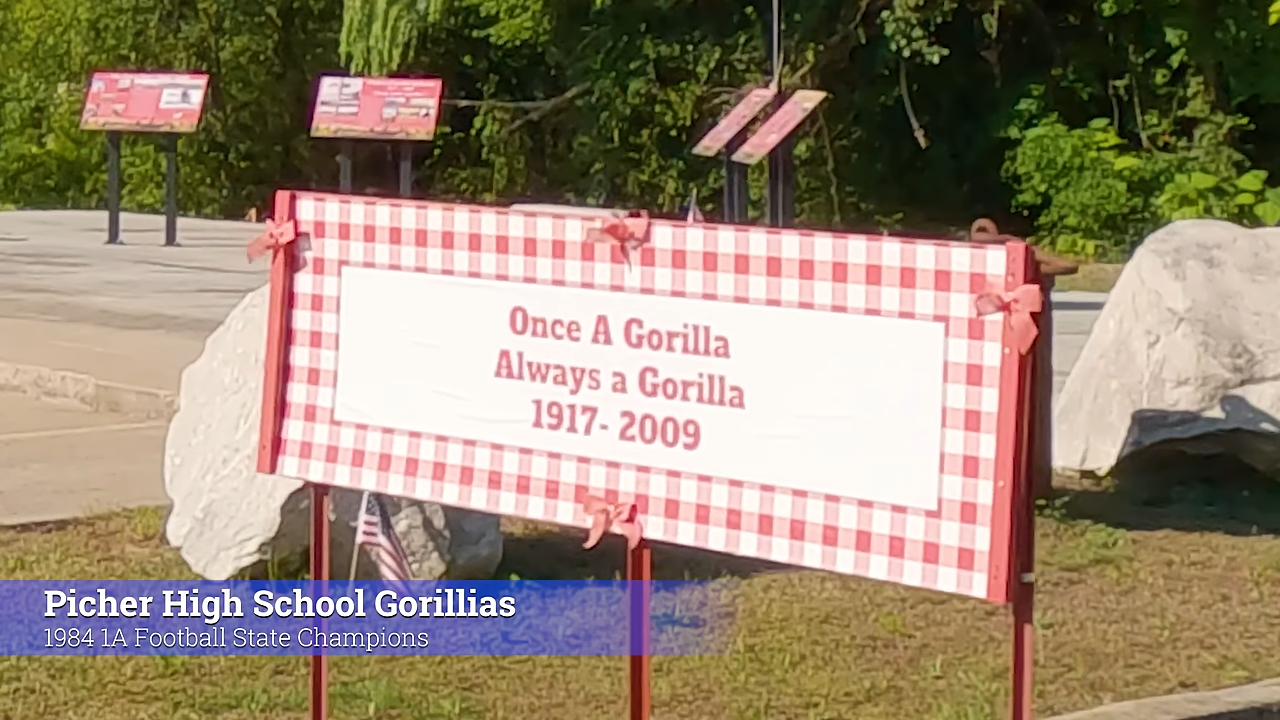 Once A Gorilla
Always a Gorilla
1917- 2009
Picher High School Gorillias
1984 1A Football State Champions